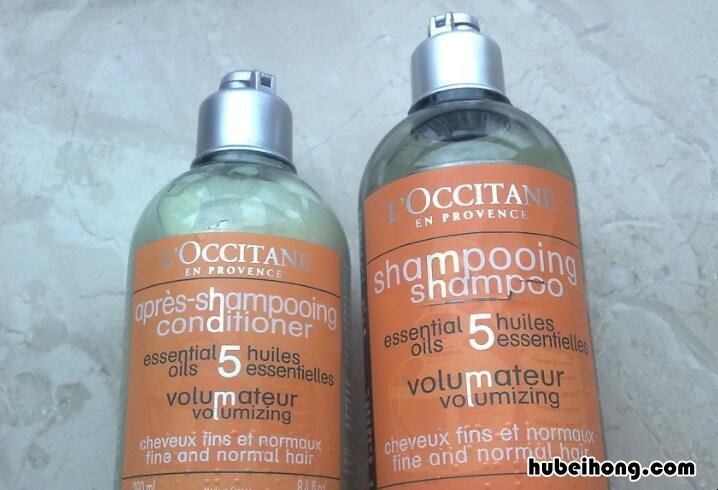 L'OCCITANE
EN PROVENCE
après-shampooing
conditioner
essential 5 huiles
oils essentielles
volumateur
volumizing
cheveux fins et normaux
fine and normal hair
L'OCCITANE
EN PROVENCE
shampooing
shampoo
essential 5 huiles
oils essentielles
volumateur
volumizing
cheveux fins et normaux
fine and normal hair
hubeihong.com